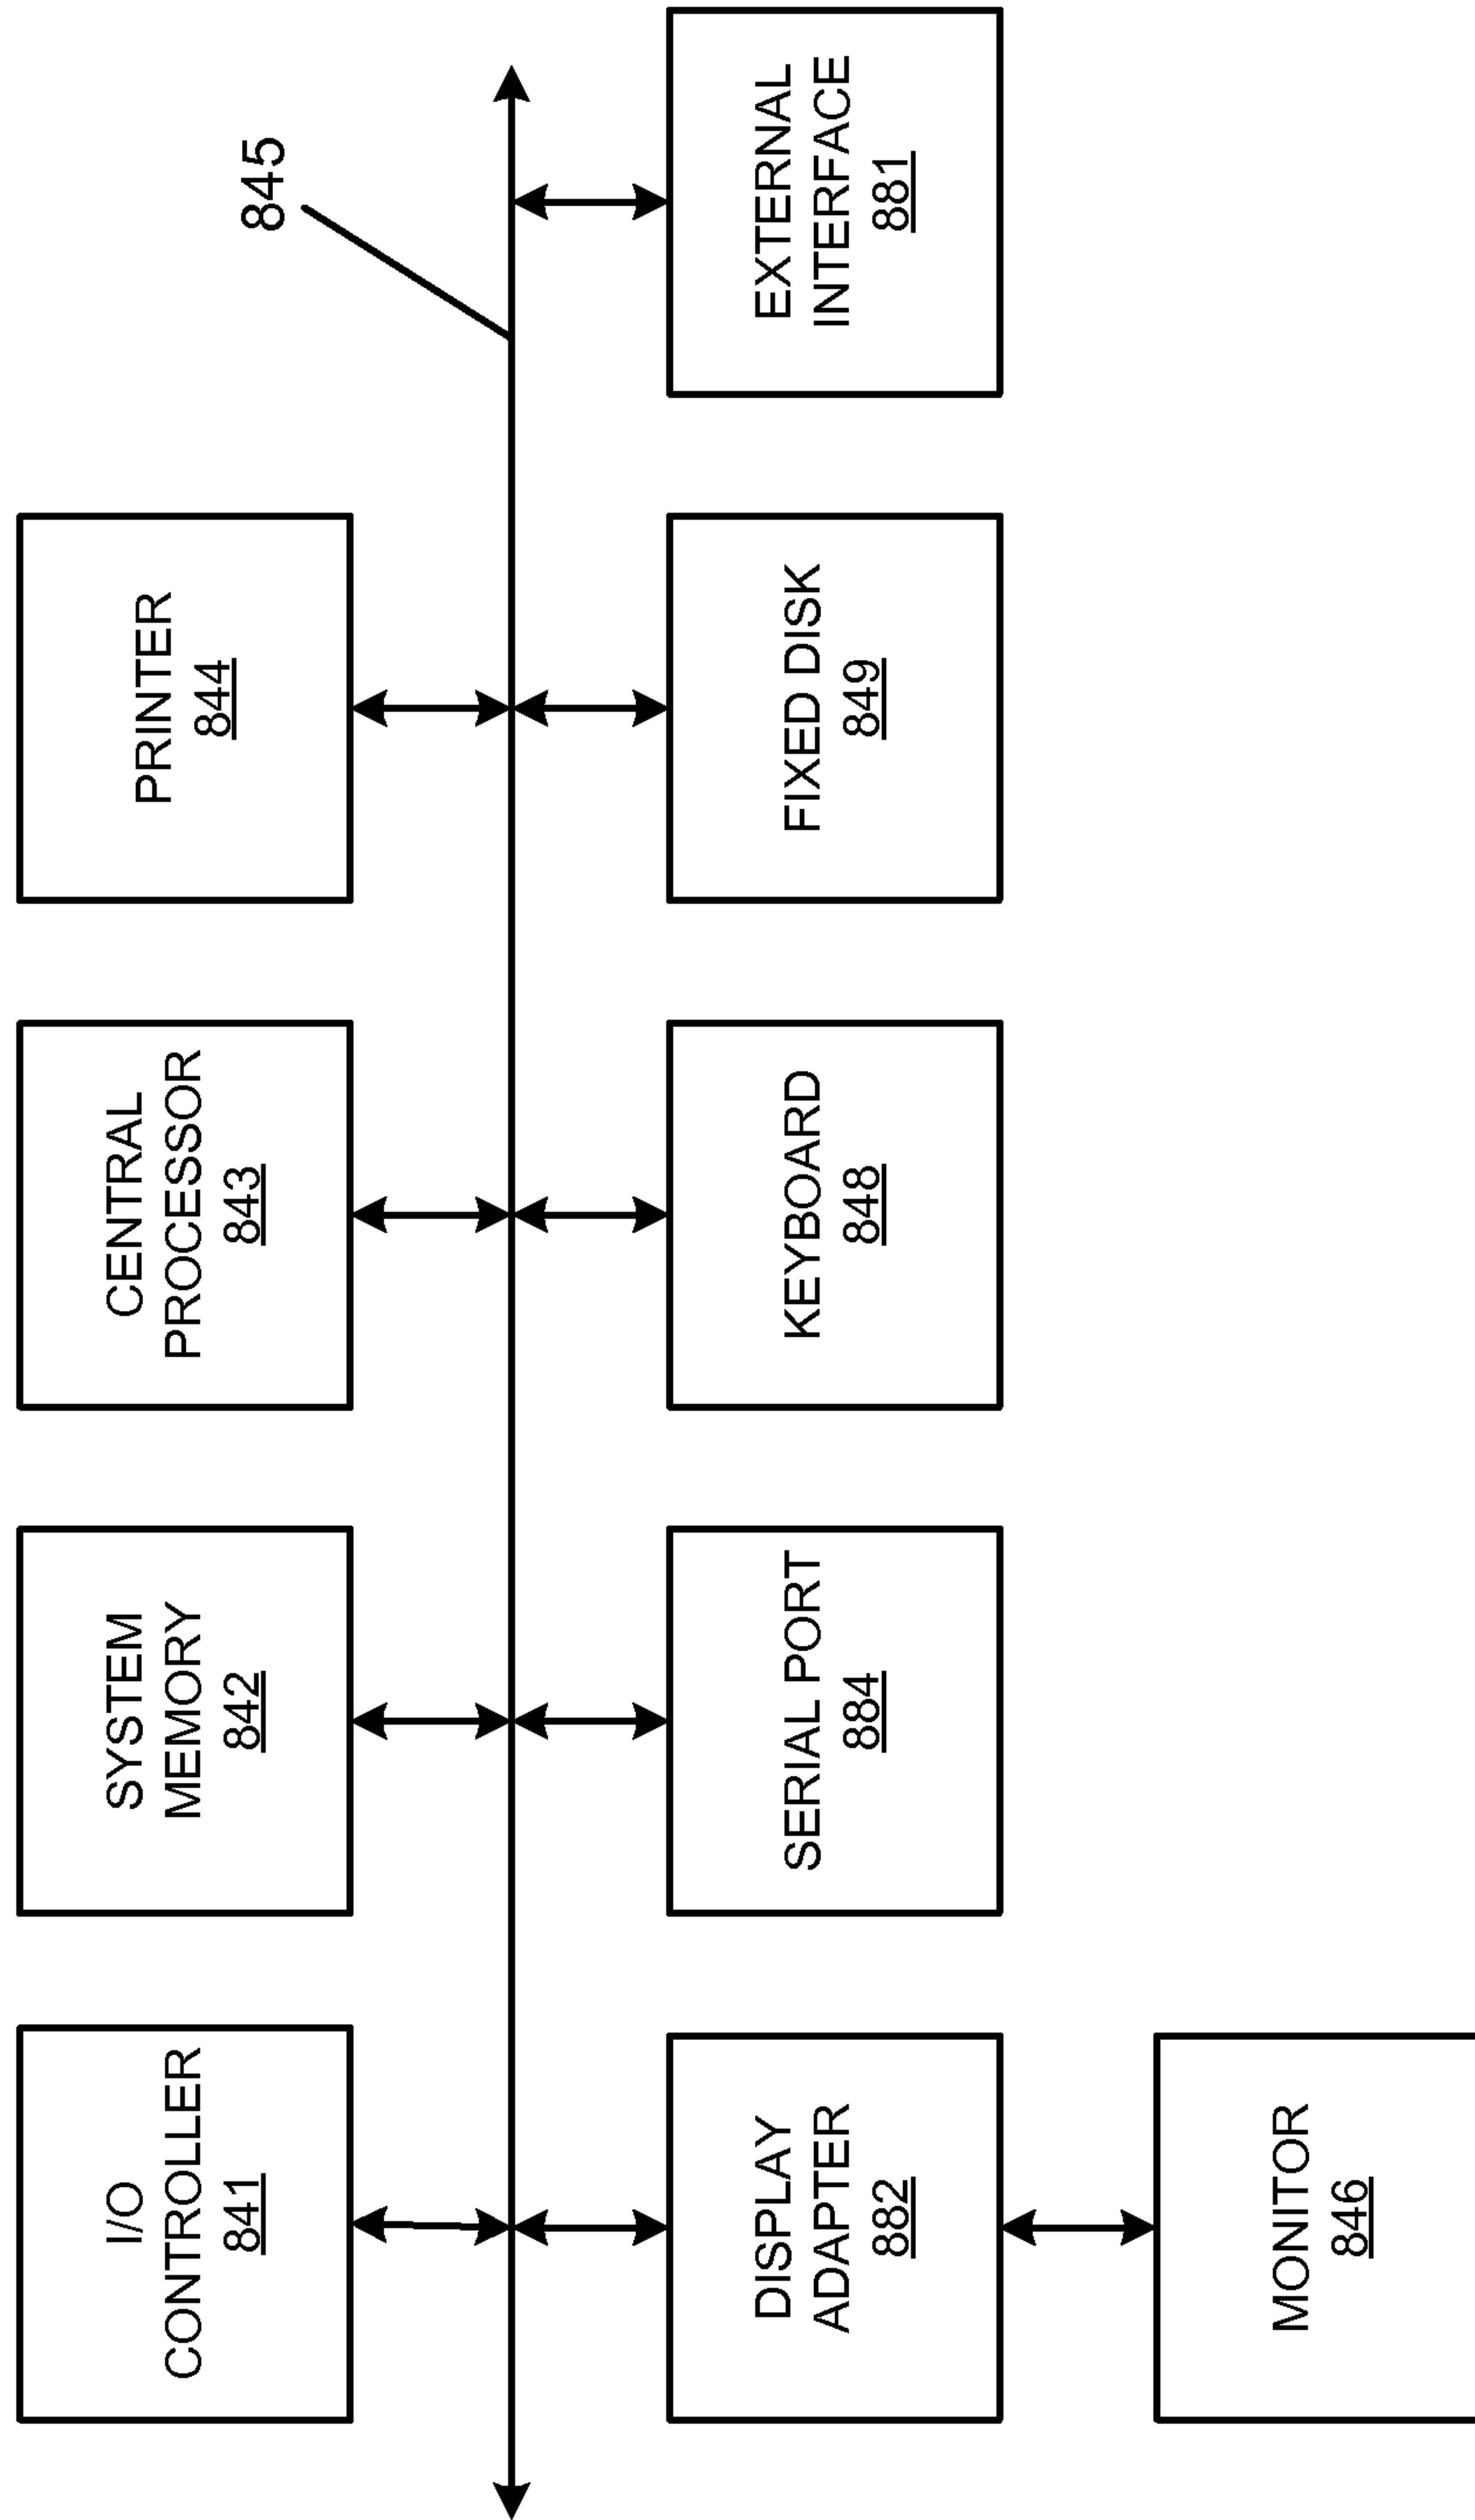 I/O
CONTROLLER
841
SYSTEM
MEMORY
842
CENTRAL
PROCESSOR
843
PRINTER
844
845
DISPLAY
ADAPTER
882
SERIAL PORT
884
KEYBOARD
848
FIXED DISK
849
EXTERNAL
INTERFACE
881
MONITOR
846